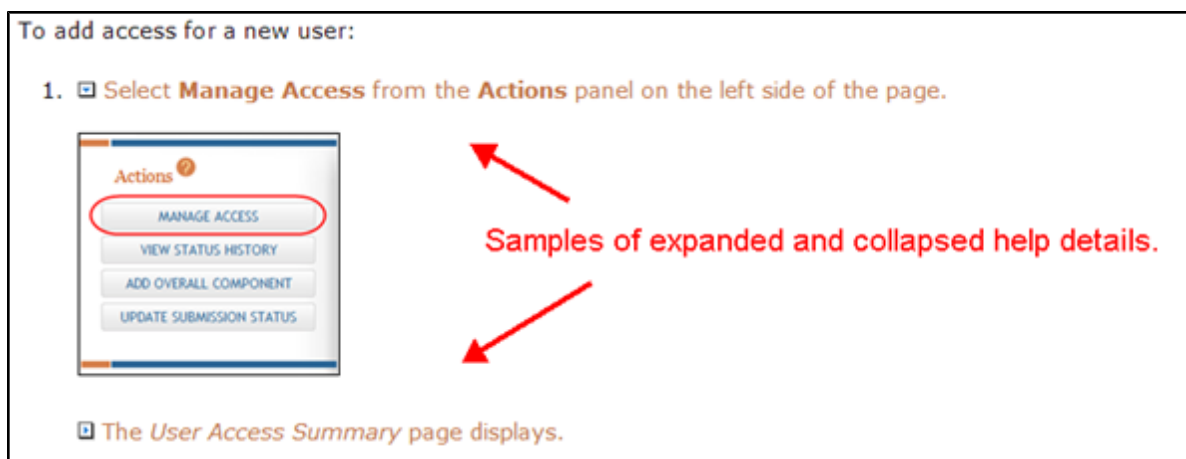 To add access for a new user:
1. Select Manage Access from the Actions panel on the left side of the page.
Actions ?
MANAGE ACCESS
VIEW STATUS HISTORY
ADD OVERALL COMPONENT
UPDATE SUBMISSION STATUS
Samples of expanded and collapsed help details.
The User Access Summary page displays.